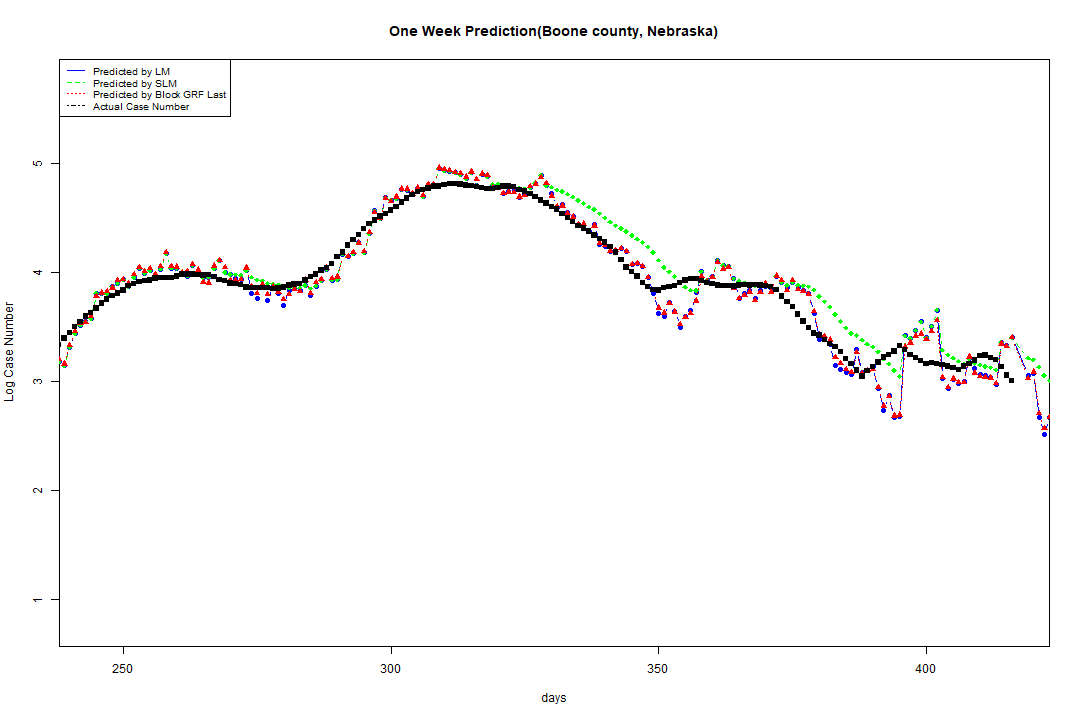 One Week Prediction(Boone county, Nebraska)
Predicted by LM
Predicted by SLM
Predicted by Block GRF Last
Actual Case Number
5
4
3
2
1
Log Case Number
250 300 350 400
days